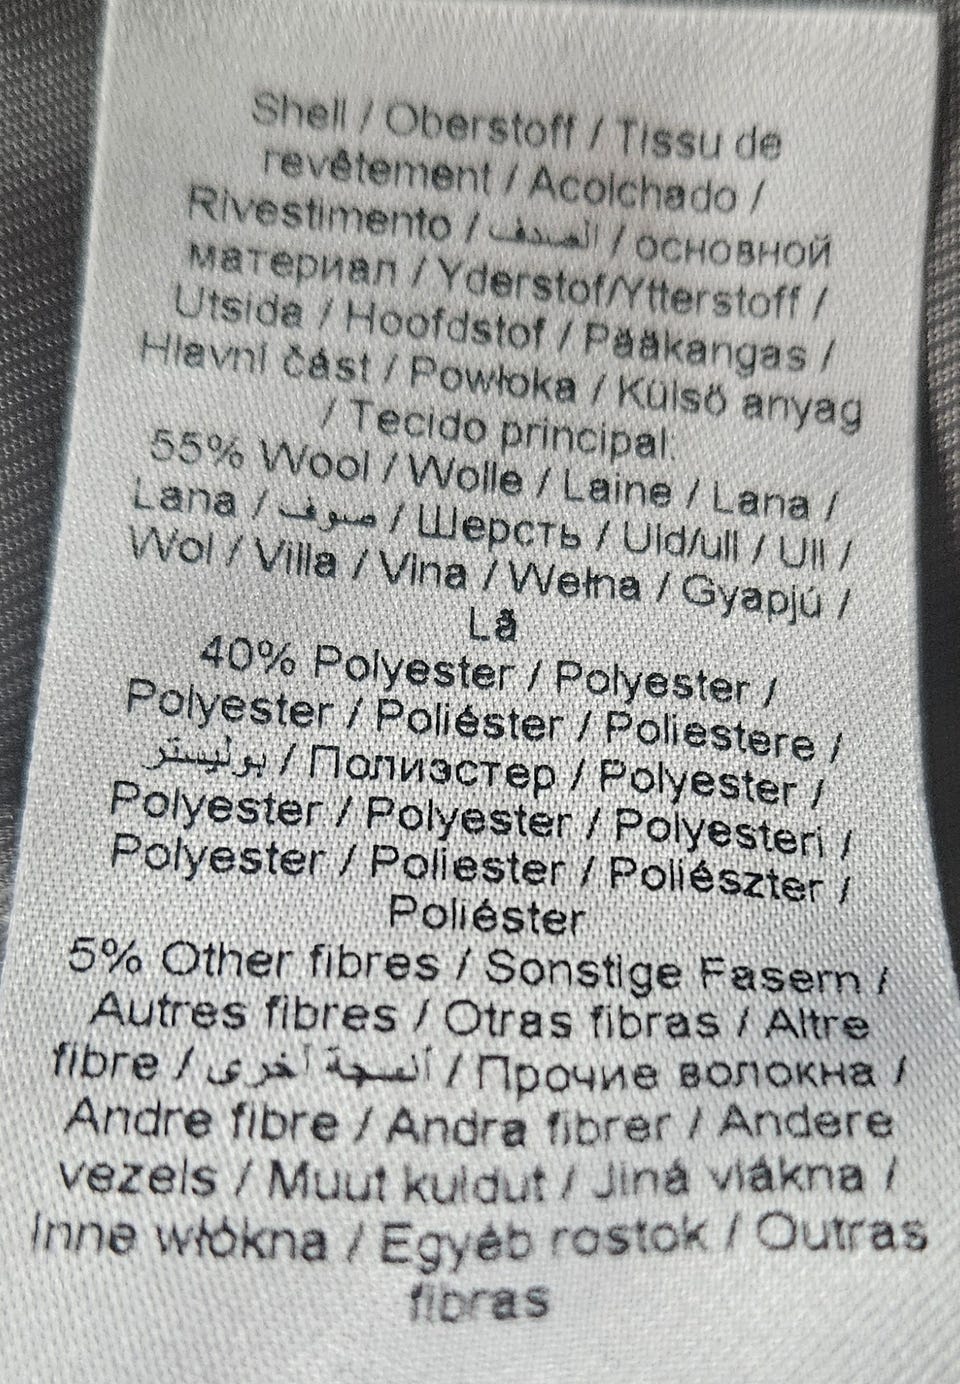 Shell / Oberstoff / Tissu de
revêtement / Acolchado /
Rivestimento / الصدف / основной
материал / Yderstof/Ytterstoff /
Utsida / Hoofdstof / Pääkangas /
Hlavní část / Powłoka / Külső anyag
/ Tecido principal:
55% Wool / Wolle / Laine / Lana /
Lana / صوف / Шерсть / Uld/ull / Ull /
Wol / Villa / Vlna / Wełna / Gyapjú /
Lã
40% Polyester / Polyester /
Polyester / Poliéster / Poliestere /
بوليستر / Полиэстер / Polyester /
Polyester / Polyester / Polyesteri /
Polyester / Poliester / Poliészter /
Poliéster
5% Other fibres / Sonstige Fasern /
Autres fibres / Otras fibras / Altre
fibre / أنسجة أخرى / Прочие волокна /
Andre fibre / Andra fibrer / Andere
vezels / Muut kuidut / Jiná vlákna /
Inne włókna / Egyéb rostok / Outras
fibras